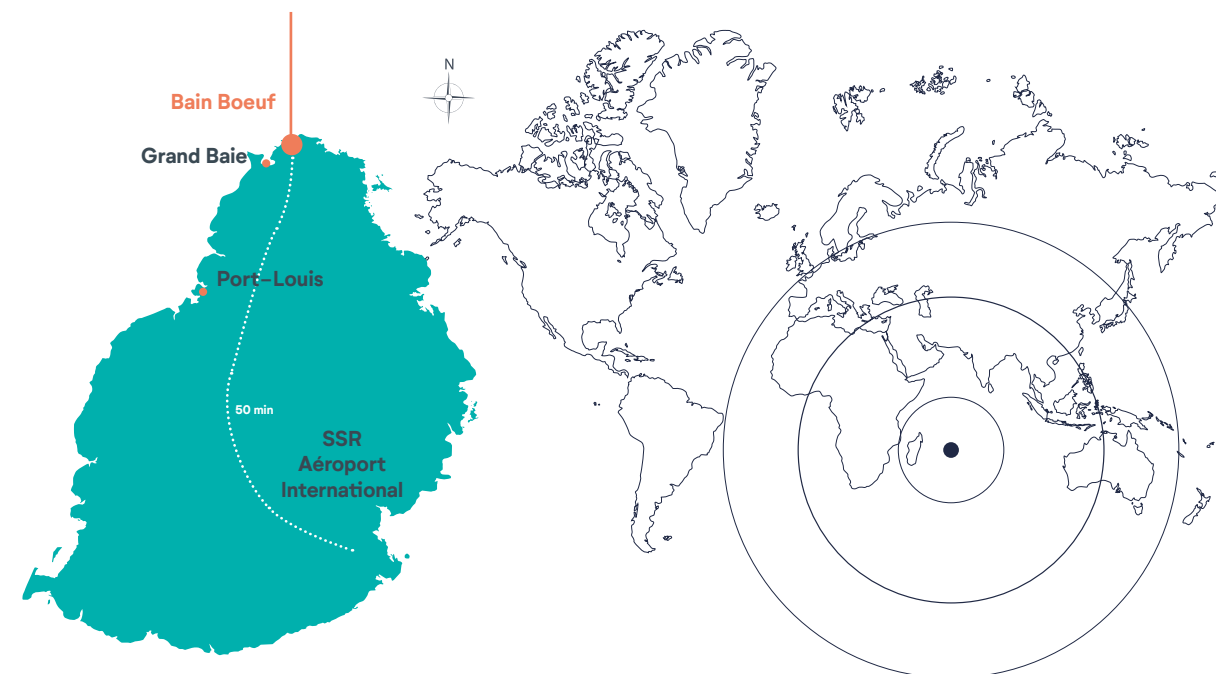 N
Bain Boeuf
Grand Baie
Port–Louis
50 min
SSR
Aéroport
International